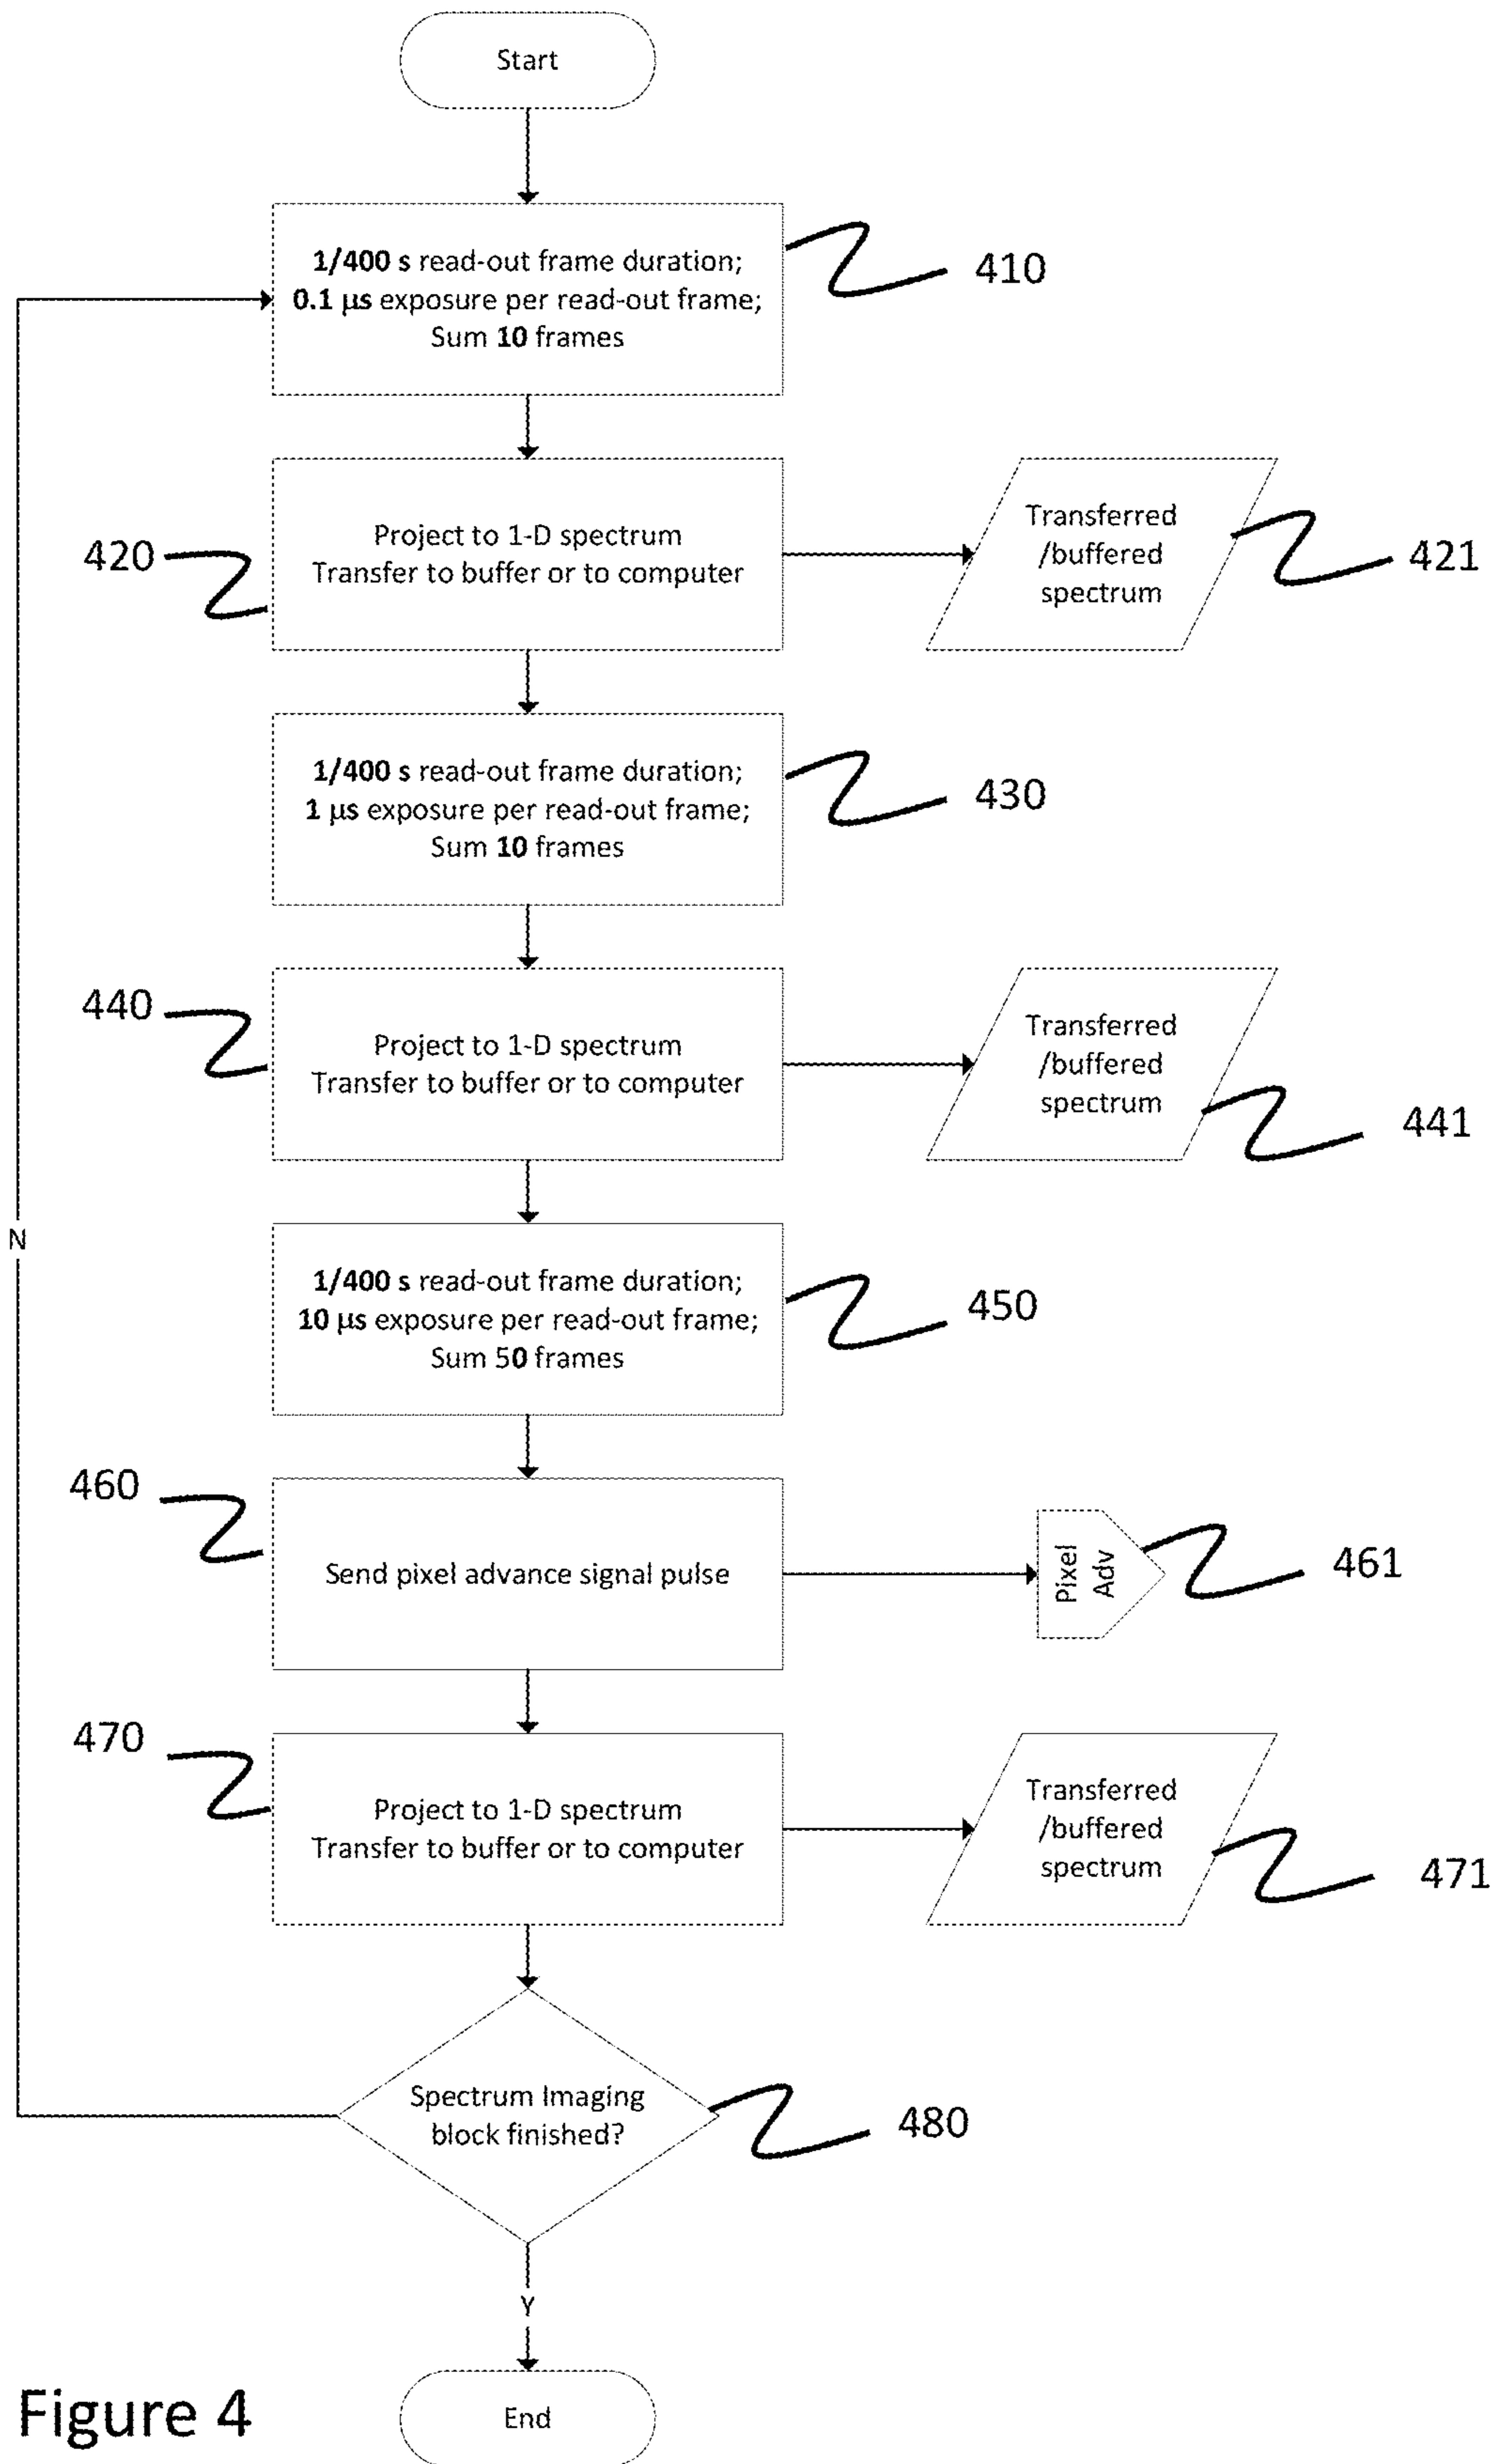 Start
1/400 s read-out frame duration;
0.1 µs exposure per read-out frame;
Sum 10 frames
410
Project to 1-D spectrum
Transfer to buffer or to computer
420
Transferred
/buffered
spectrum
421
1/400 s read-out frame duration;
1 µs exposure per read-out frame;
Sum 10 frames
430
Project to 1-D spectrum
Transfer to buffer or to computer
440
Transferred
/buffered
spectrum
441
N
1/400 s read-out frame duration;
10 µs exposure per read-out frame;
Sum 50 frames
450
460
Send pixel advance signal pulse
Pixel
Adv
461
470
Project to 1-D spectrum
Transfer to buffer or to computer
Transferred
/buffered
spectrum
471
Spectrum Imaging
block finished?
480
Y
End
Figure 4